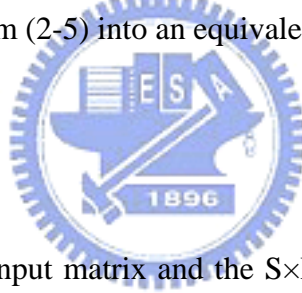 m (2-5) into an equivale
E S A
1896
nput matrix and the S×